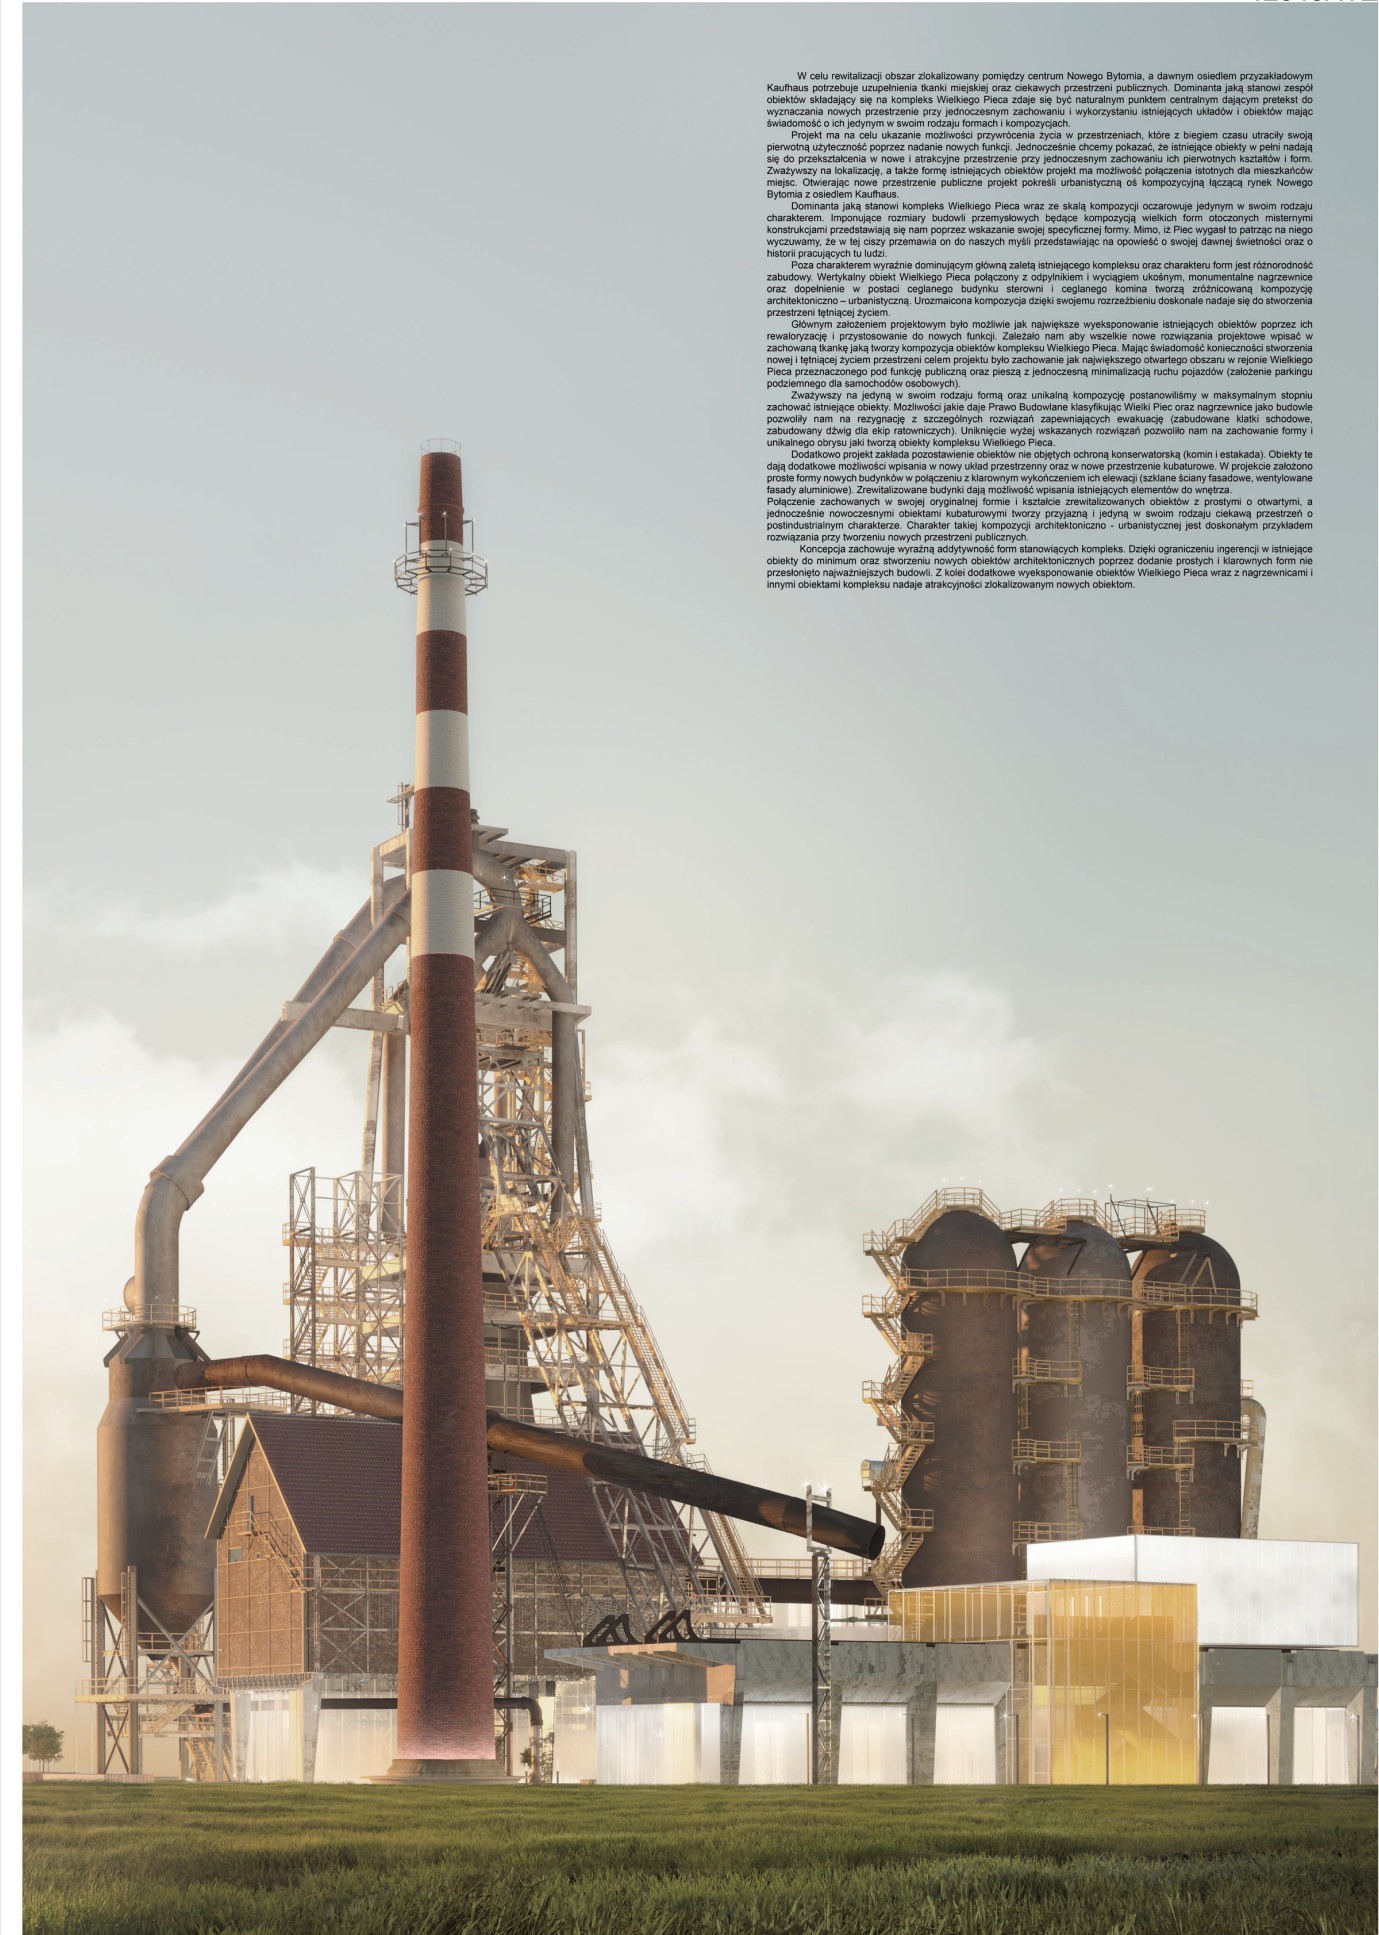 W celu rewitalizacji obszar zlokalizowany pomiędzy centrum Nowego Bytomia, a dawnym osiedlem przyzakładowym
Kaufhaus potrzebuje uzupełnienia tkanki miejskiej oraz ciekawych przestrzeni publicznych. Dominanta jaką stanowi zespół
obiektów składający się na kompleks Wielkiego Pieca zdaje się być naturalnym punktem centralnym dającym pretekst do
wyznaczania nowych przestrzenie przy jednoczesnym zachowaniu i wykorzystaniu istniejących układów i obiektów mając
świadomość o ich jedynym w swoim rodzaju formach i kompozycjach.
Projekt ma na celu ukazanie możliwości przywrócenia życia w przestrzeniach, które z biegiem czasu utraciły swoją
pierwotną użyteczność poprzez nadanie nowych funkcji. Jednocześnie chcemy pokazać, że istniejące obiekty w pełni nadają
się do przekształcenia w nowe i atrakcyjne przestrzenie przy jednoczesnym zachowaniu ich pierwotnych kształtów i form.
Zważywszy na lokalizację, a także formę istniejących obiektów projekt ma możliwość połączenia istotnych dla mieszkańców
miejsc. Otwierając nowe przestrzenie publiczne projekt pokreśli urbanistyczną oś kompozycyjną łączącą rynek Nowego
Bytomia z osiedlem Kaufhaus.
Dominanta jaką stanowi kompleks Wielkiego Pieca wraz ze skalą kompozycji oczarowuje jedynym w swoim rodzaju
charakterem. Imponujące rozmiary budowli przemysłowych będące kompozycją wielkich form otoczonych misternymi
konstrukcjami przedstawiają się nam poprzez wskazanie swojej specyficznej formy. Mimo, iż Piec wygasł to patrząc na niego
wyczuwamy, że w tej ciszy przemawia on do naszych myśli przedstawiając na opowieść o swojej dawnej świetności oraz o
historii pracujących tu ludzi.
Poza charakterem wyraźnie dominującym główną zaletą istniejącego kompleksu oraz charakteru form jest różnorodność
zabudowy. Wertykalny obiekt Wielkiego Pieca połączony z odpylnikiem i wyciągiem ukośnym, monumentalne nagrzewnice
oraz dopełnienie w postaci ceglanego budynku sterowni i ceglanego komina tworzą zróżnicowaną kompozycję
architektoniczno – urbanistyczną. Urozmaicona kompozycja dzięki swojemu rozrzeźbieniu doskonale nadaje się do stworzenia
przestrzeni tętniącej życiem.
Głównym założeniem projektowym było możliwie jak największe wyeksponowanie istniejących obiektów poprzez ich
rewaloryzację i przystosowanie do nowych funkcji. Zależało nam aby wszelkie nowe rozwiązania projektowe wpisać w
zachowaną tkankę jaką tworzy kompozycja obiektów kompleksu Wielkiego Pieca. Mając świadomość konieczności stworzenia
nowej i tętniącej życiem przestrzeni celem projektu było zachowanie jak największego otwartego obszaru w rejonie Wielkiego
Pieca przeznaczonego pod funkcję publiczną oraz pieszą z jednoczesną minimalizacją ruchu pojazdów (założenie parkingu
podziemnego dla samochodów osobowych).
Zważywszy na jedyną w swoim rodzaju formą oraz unikalną kompozycję postanowiliśmy w maksymalnym stopniu
zachować istniejące obiekty. Możliwości jakie daje Prawo Budowlane klasyfikując Wielki Piec oraz nagrzewnice jako budowle
pozwoliły nam na rezygnację z szczególnych rozwiązań zapewniających ewakuację (zabudowane klatki schodowe,
zabudowany dźwig dla ekip ratowniczych). Uniknięcie wyżej wskazanych rozwiązań pozwoliło nam na zachowanie formy i
unikalnego obrysu jaki tworzą obiekty kompleksu Wielkiego Pieca.
Dodatkowo projekt zakłada pozostawienie obiektów nie objętych ochroną konserwatorską (komin i estakada). Obiekty te
dają dodatkowe możliwości wpisania w nowy układ przestrzenny oraz w nowe przestrzenie kubaturowe. W projekcie założono
proste formy nowych budynków w połączeniu z klarownym wykończeniem ich elewacji (szklane ściany fasadowe, wentylowane
fasady aluminiowe). Zrewitalizowane budynki dają możliwość wpisania istniejących elementów do wnętrza.
Połączenie zachowanych w swojej oryginalnej formie i kształcie zrewitalizowanych obiektów z prostymi o otwartymi, a
jednocześnie nowoczesnymi obiektami kubaturowymi tworzy przyjazną i jedyną w swoim rodzaju ciekawą przestrzeń o
postindustrialnym charakterze. Charakter takiej kompozycji architektoniczno - urbanistycznej jest doskonałym przykładem
rozwiązania przy tworzeniu nowych przestrzeni publicznych.
Koncepcja zachowuje wyraźną addytywność form stanowiących kompleks. Dzięki ograniczeniu ingerencji w istniejące
obiekty do minimum oraz stworzeniu nowych obiektów architektonicznych poprzez dodanie prostych i klarownych form nie
przesłonięto najważniejszych budowli. Z kolei dodatkowe wyeksponowanie obiektów Wielkiego Pieca wraz z nagrzewnicami i
innymi obiektami kompleksu nadaje atrakcyjności zlokalizowanym nowych obiektom.